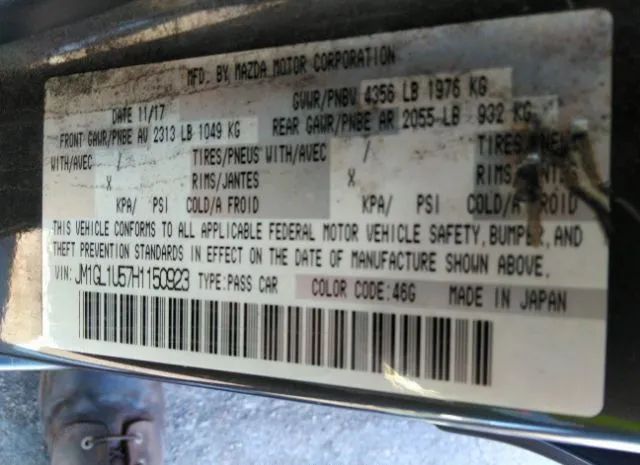 MFD. BY MAZDA MOTOR CORPORATION
DATE 11/17 GVWR/PNBV 4356 LB 1976 KG
FRONT GAWR/PNBE AV 2313 LB 1049 KG REAR GAWR/PNBE AR 2055 LB 932 KG
WITH/AVEC / TIRES/PNEUS WITH/AVEC / TIRES/PNEUS
X RIMS/JANTES X RIMS/JANTES
KPA/ PSI COLD/A FROID KPA/ PSI COLD/A FROID
THIS VEHICLE CONFORMS TO ALL APPLICABLE FEDERAL MOTOR VEHICLE SAFETY, BUMPER, AND
THEFT PREVENTION STANDARDS IN EFFECT ON THE DATE OF MANUFACTURE SHOWN ABOVE.
VIN: JM1GL1U57H1150923 TYPE:PASS CAR COLOR CODE:46G MADE IN JAPAN